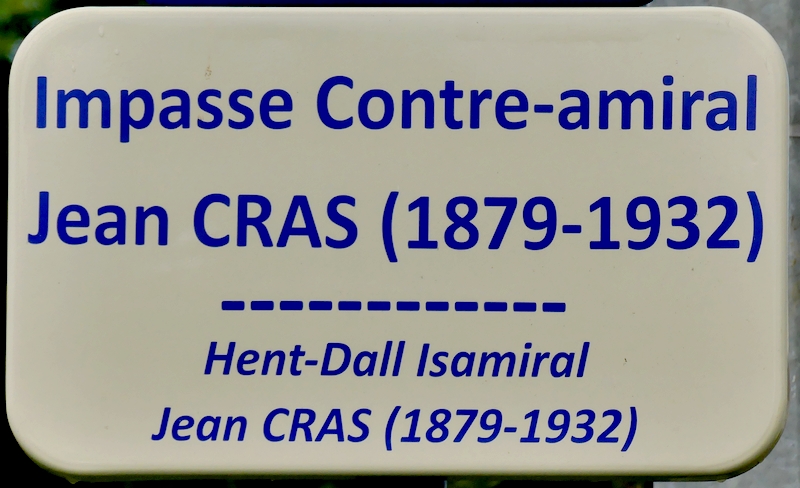 Impasse Contre-amiral
Jean CRAS (1879-1932)
------------
Hent-Dall Isamiral
Jean CRAS (1879-1932)